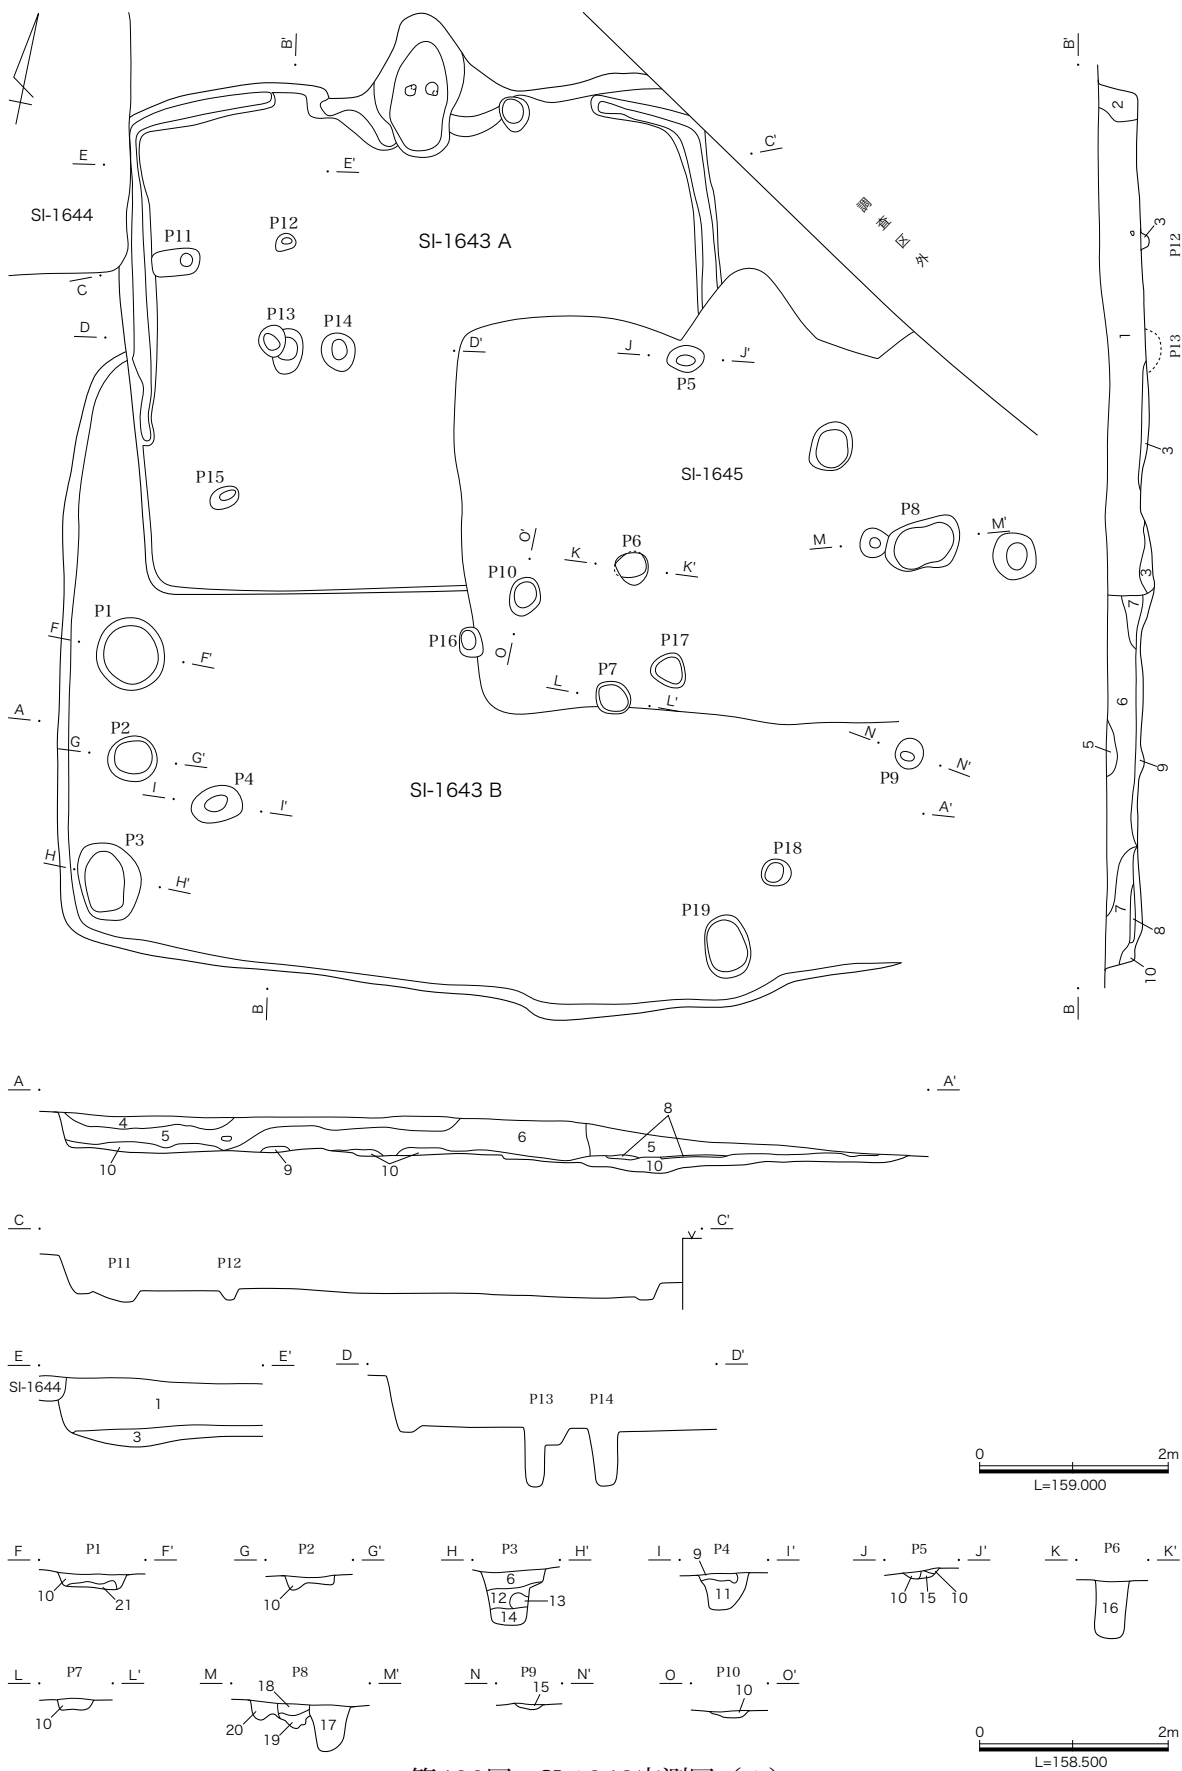 B'
B'
E
E'
C'
SI-1644
P11
P12
SI-1643 A
調査区外
2
3
P12
C
D
P13
P14
D'
J
J'
P5
1
P13
P15
SI-1645
3
P8
M
M'
O'
K
P6
K'
P10
3
7
P1
F
F'
P16
O
P17
L
P7
L'
6
A
G
P2
G'
N
N'
P9
5
9
I
P4
I'
SI-1643 B
A'
H
P3
H'
P18
P19
7
8
10
B
B
A
A'
4
5
6
8
5
10
10
9
10
C
C'
P11
P12
E
E'
D
D'
SI-1644
1
3
P13
P14
0
2m
L=159.000
F
P1
F'
G
P2
G'
H
P3
H'
I
9
P4
I'
J
P5
J'
K
P6
K'
10
21
10
6
12
13
14
11
10
15
10
16
L
P7
L'
M
P8
M'
N
P9
N'
O
P10
O'
10
18
20
19
17
15
10
0
2m
L=158.500